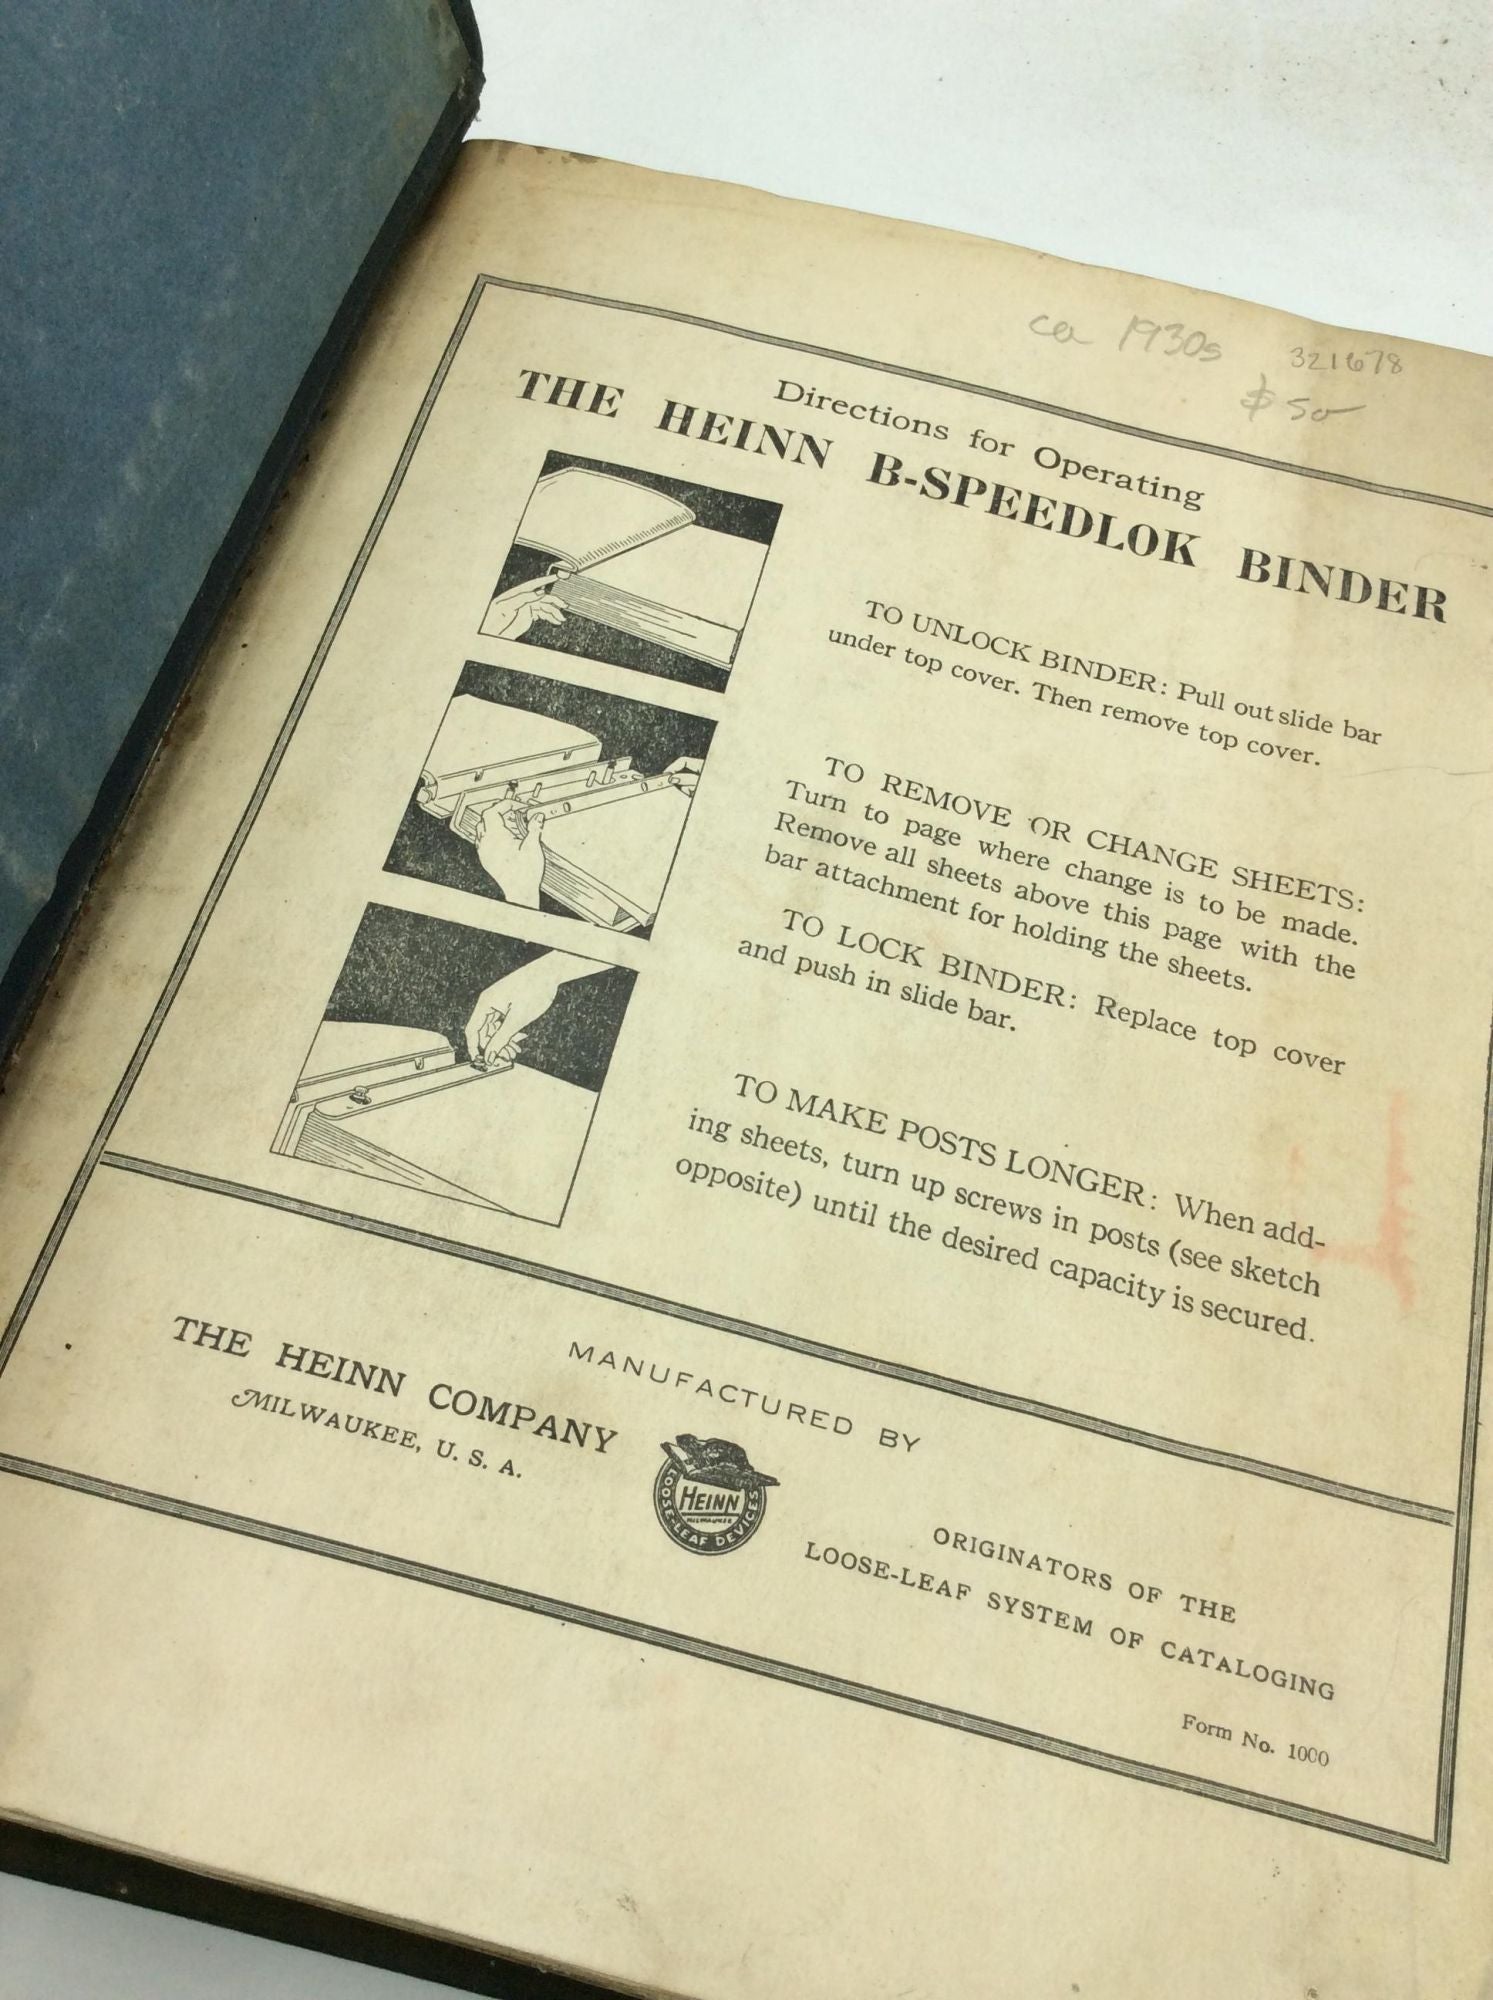 ca 1930s
321678
$50
Directions for Operating
THE HEINN B-SPEEDLOK BINDER
TO UNLOCK BINDER: Pull out slide bar
under top cover. Then remove top cover.
TO REMOVE OR CHANGE SHEETS:
Turn to page where change is to be made.
Remove all sheets above this page with the
bar attachment for holding the sheets.
TO LOCK BINDER: Replace top cover
and push in slide bar.
TO MAKE POSTS LONGER: When add-
ing sheets, turn up screws in posts (see sketch
opposite) until the desired capacity is secured.
MANUFACTURED BY
THE HEINN COMPANY
MILWAUKEE, U. S. A.
HEINN
MILWAUKEE
LOOSE-LEAF DEVICES
ORIGINATORS OF THE
LOOSE-LEAF SYSTEM OF CATALOGING
Form No. 1000